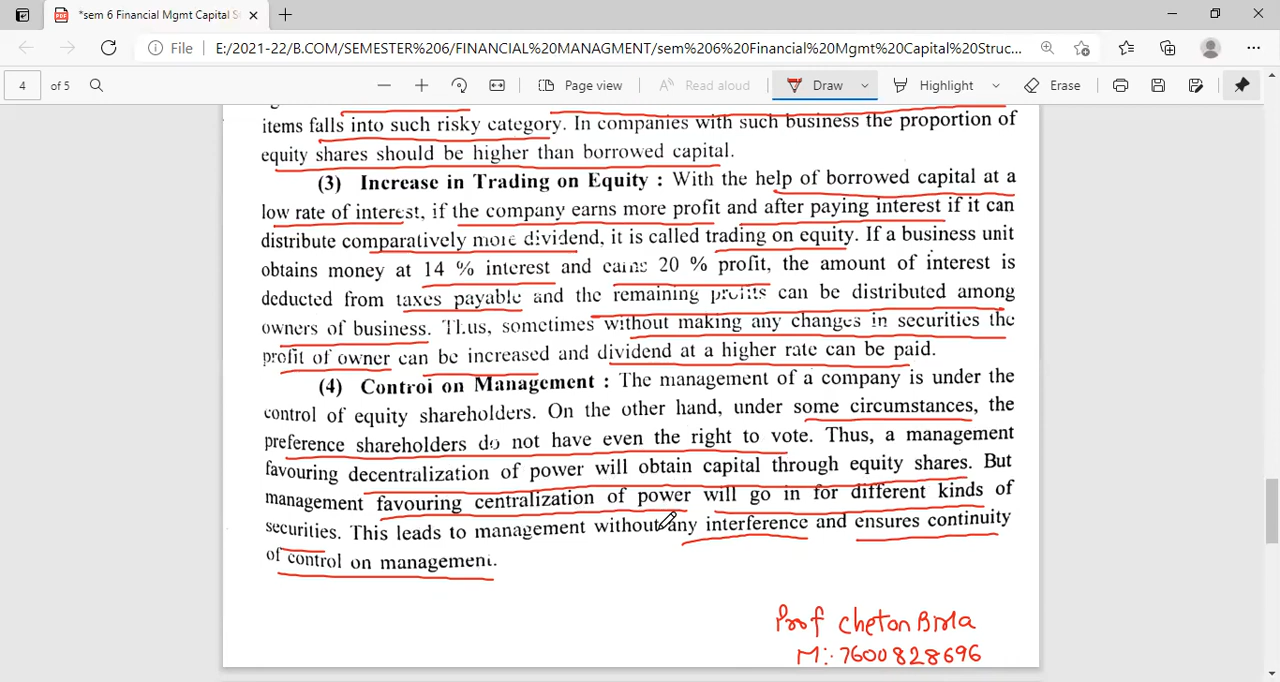 *sem 6 Financial Mgmt Capital S
File
E:/2021-22/B.COM/SEMESTER%206/FINANCIAL%20MANAGMENT/sem%206%20Financial%20Mgmt%20Capital%20Struc...
4 of 5
Page view
Read aloud
Draw
Highlight
Erase
items falls into such risky category. In companies with such business the proportion of
equity shares should be higher than borrowed capital.
(3) Increase in Trading on Equity : With the help of borrowed capital at a
low rate of interest, if the company earns more profit and after paying interest if it can
distribute comparatively more dividend, it is called trading on equity. If a business unit
obtains money at 14 % interest and earns 20 % profit, the amount of interest is
deducted from taxes payable and the remaining profits can be distributed among
owners of business. Thus, sometimes without making any changes in securities the
profit of owner can be increased and dividend at a higher rate can be paid.
(4) Control on Management : The management of a company is under the
control of equity shareholders. On the other hand, under some circumstances, the
preference shareholders do not have even the right to vote. Thus, a management
favouring decentralization of power will obtain capital through equity shares. But
management favouring centralization of power will go in for different kinds of
securities. This leads to management without any interference and ensures continuity
of control on management.
Prof Chetan Birla
M:- 7600828696